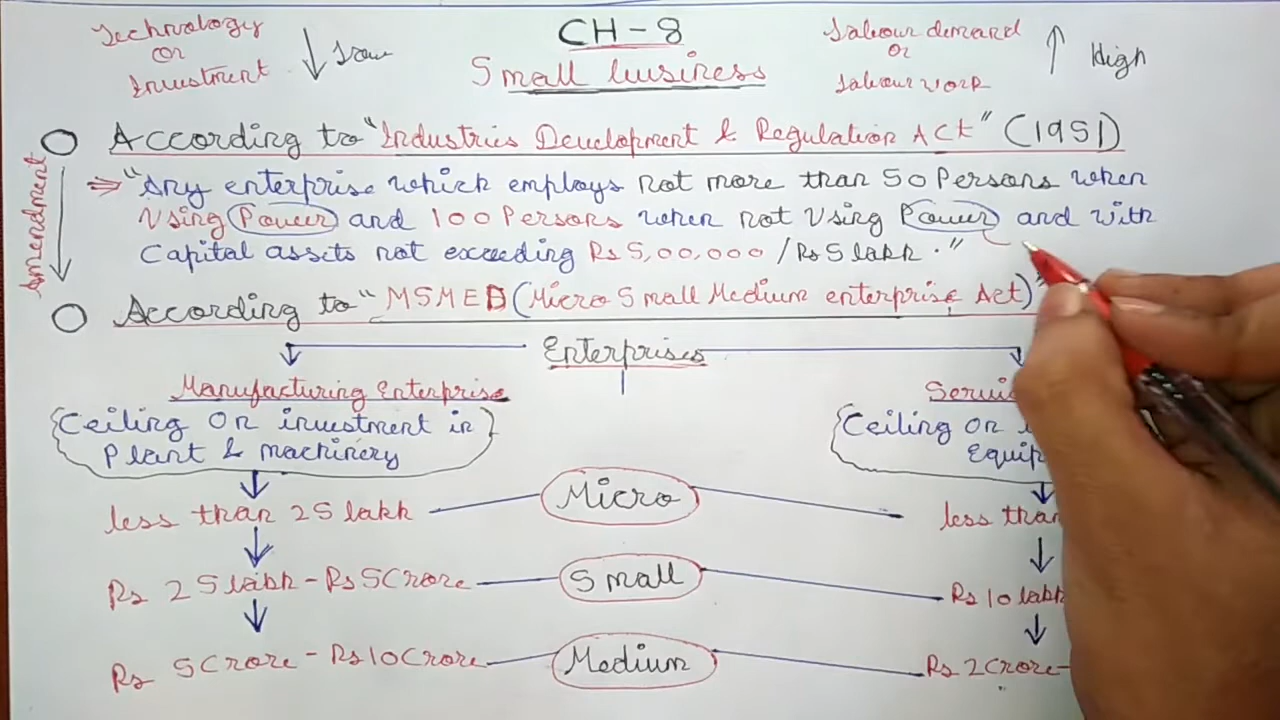 Technology
or
Investment
↓ Low
CH-8
Small business
Labour demand
or
Labour work
↑ High
According to "Industries Development & Regulation Act" (1951)
Amendment
⇒ "Any enterprise which employs not more than 50 Persons when
Using Power and 100 Persons when not Using Power and with
Capital assets not exceeding Rs 5,00,000 / Rs 5 lakh."
According to "MSMED (Micro Small Medium enterprise Act)"
Enterprises
Manufacturing Enterprise
Ceiling on investment in
Plant & machinery
Ceiling on
less than 25 lakh
Micro
less than
Rs 25 lakh - Rs 5 Crore
Small
Rs 10 lakh
Rs 5 Crore - Rs 10 Crore
Medium
Rs 2 Crore-